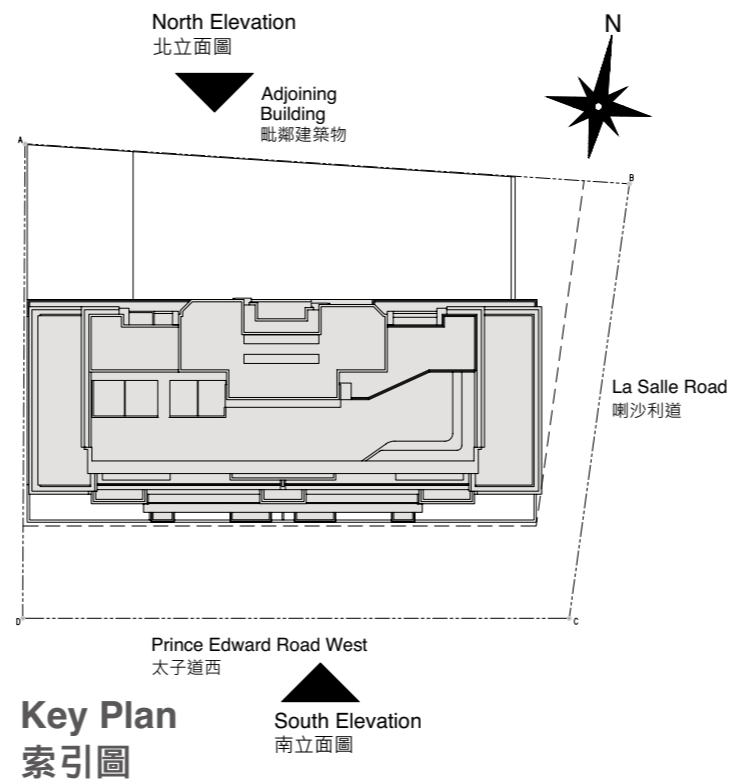 North Elevation
北立面圖
N
Adjoining
Building
毗鄰建築物
A
B
La Salle Road
喇沙利道
D
C
Prince Edward Road West
太子道西
Key Plan
索引圖
South Elevation
南立面圖